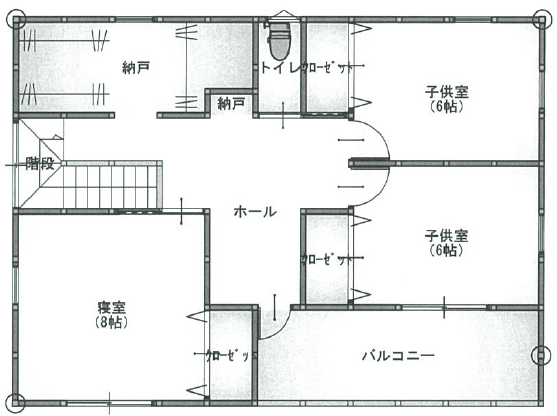 納戸
トイレ
クローゼット
子供室
(6帖)
納戸
階段
ホール
子供室
(6帖)
クローゼット
寝室
(8帖)
クローゼット
バルコニー